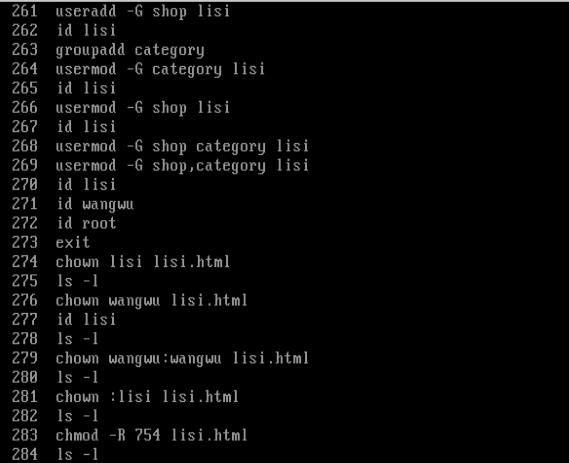 261 useradd -G shop lisi
262 id lisi
263 groupadd category
264 usermod -G category lisi
265 id lisi
266 usermod -G shop lisi
267 id lisi
268 usermod -G shop category lisi
269 usermod -G shop,category lisi
270 id lisi
271 id wangwu
272 id root
273 exit
274 chown lisi lisi.html
275 ls -l
276 chown wangwu lisi.html
277 id lisi
278 ls -l
279 chown wangwu:wangwu lisi.html
280 ls -l
281 chown :lisi lisi.html
282 ls -l
283 chmod -R 754 lisi.html
284 ls -l